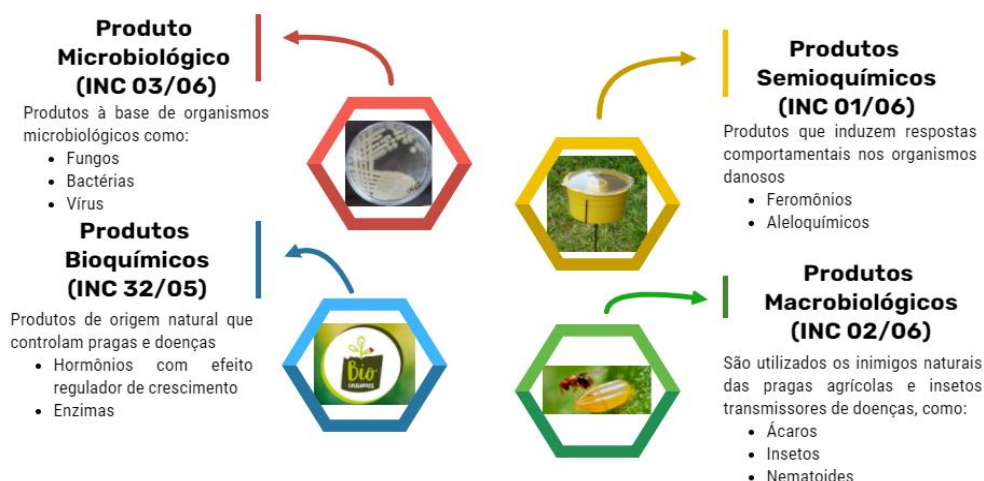 Produto
Microbiológico
(INC 03/06)
Produtos à base de organismos
microbiológicos como:
• Fungos
• Bactérias
• Vírus
Produtos
Bioquímicos
(INC 32/05)
Produtos de origem natural que
controlam pragas e doenças
• Hormônios com efeito
regulador de crescimento
• Enzimas
Bio
INSUMOS
Produtos
Semioquímicos
(INC 01/06)
Produtos que induzem respostas
comportamentais nos organismos
danosos
• Feromônios
• Aleloquímicos
Produtos
Macrobiológicos
(INC 02/06)
São utilizados os inimigos naturais
das pragas agrícolas e insetos
transmissores de doenças, como:
• Ácaros
• Insetos
• Nematoides